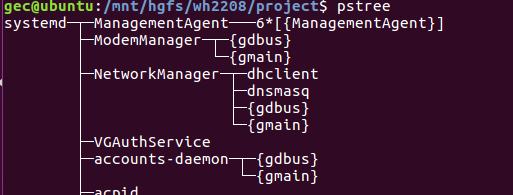 gec@ubuntu:/mnt/hgfs/wh2208/project$ pstree
systemd─┬─ManagementAgent───6*[{ManagementAgent}]
        ├─ModemManager─┬─{gdbus}
        │              └─{gmain}
        ├─NetworkManager─┬─dhclient
        │                ├─dnsmasq
        │                ├─{gdbus}
        │                └─{gmain}
        ├─VGAuthService
        ├─accounts-daemon─┬─{gdbus}
        │                 └─{gmain}
        ├─acpid